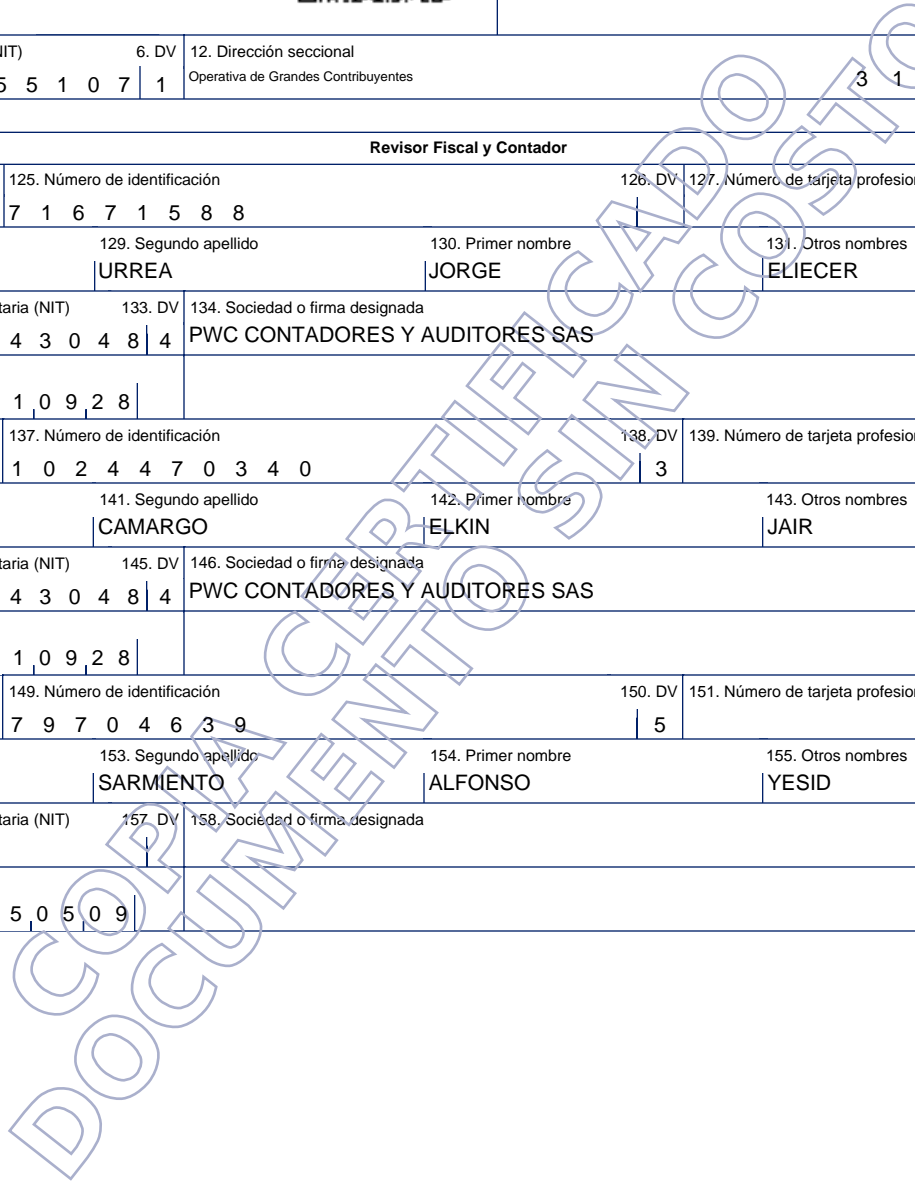 IIT) 6. DV 12. Dirección seccional
5 5 1 0 7 1 Operativa de Grandes Contribuyentes 3 1
Revisor Fiscal y Contador
125. Número de identificación 126. DV 127. Número de tarjeta profesion
7 1 6 7 1 5 8 8
129. Segundo apellido 130. Primer nombre 131. Otros nombres
URREA JORGE ELIECER
taria (NIT) 133. DV 134. Sociedad o firma designada
4 3 0 4 8 4 PWC CONTADORES Y AUDITORES SAS
1 0 9 2 8
137. Número de identificación 138. DV 139. Número de tarjeta profesion
1 0 2 4 4 7 0 3 4 0 3
141. Segundo apellido 142. Primer nombre 143. Otros nombres
CAMARGO ELKIN JAIR
taria (NIT) 145. DV 146. Sociedad o firma designada
4 3 0 4 8 4 PWC CONTADORES Y AUDITORES SAS
1 0 9 2 8
149. Número de identificación 150. DV 151. Número de tarjeta profesion
7 9 7 0 4 6 3 9 5
153. Segundo apellido 154. Primer nombre 155. Otros nombres
SARMIENTO ALFONSO YESID
taria (NIT) 157. DV 158. Sociedad o firma designada
5 0 5 0 9
COPIA CERTIFICADO
DOCUMENTO SIN COSTO